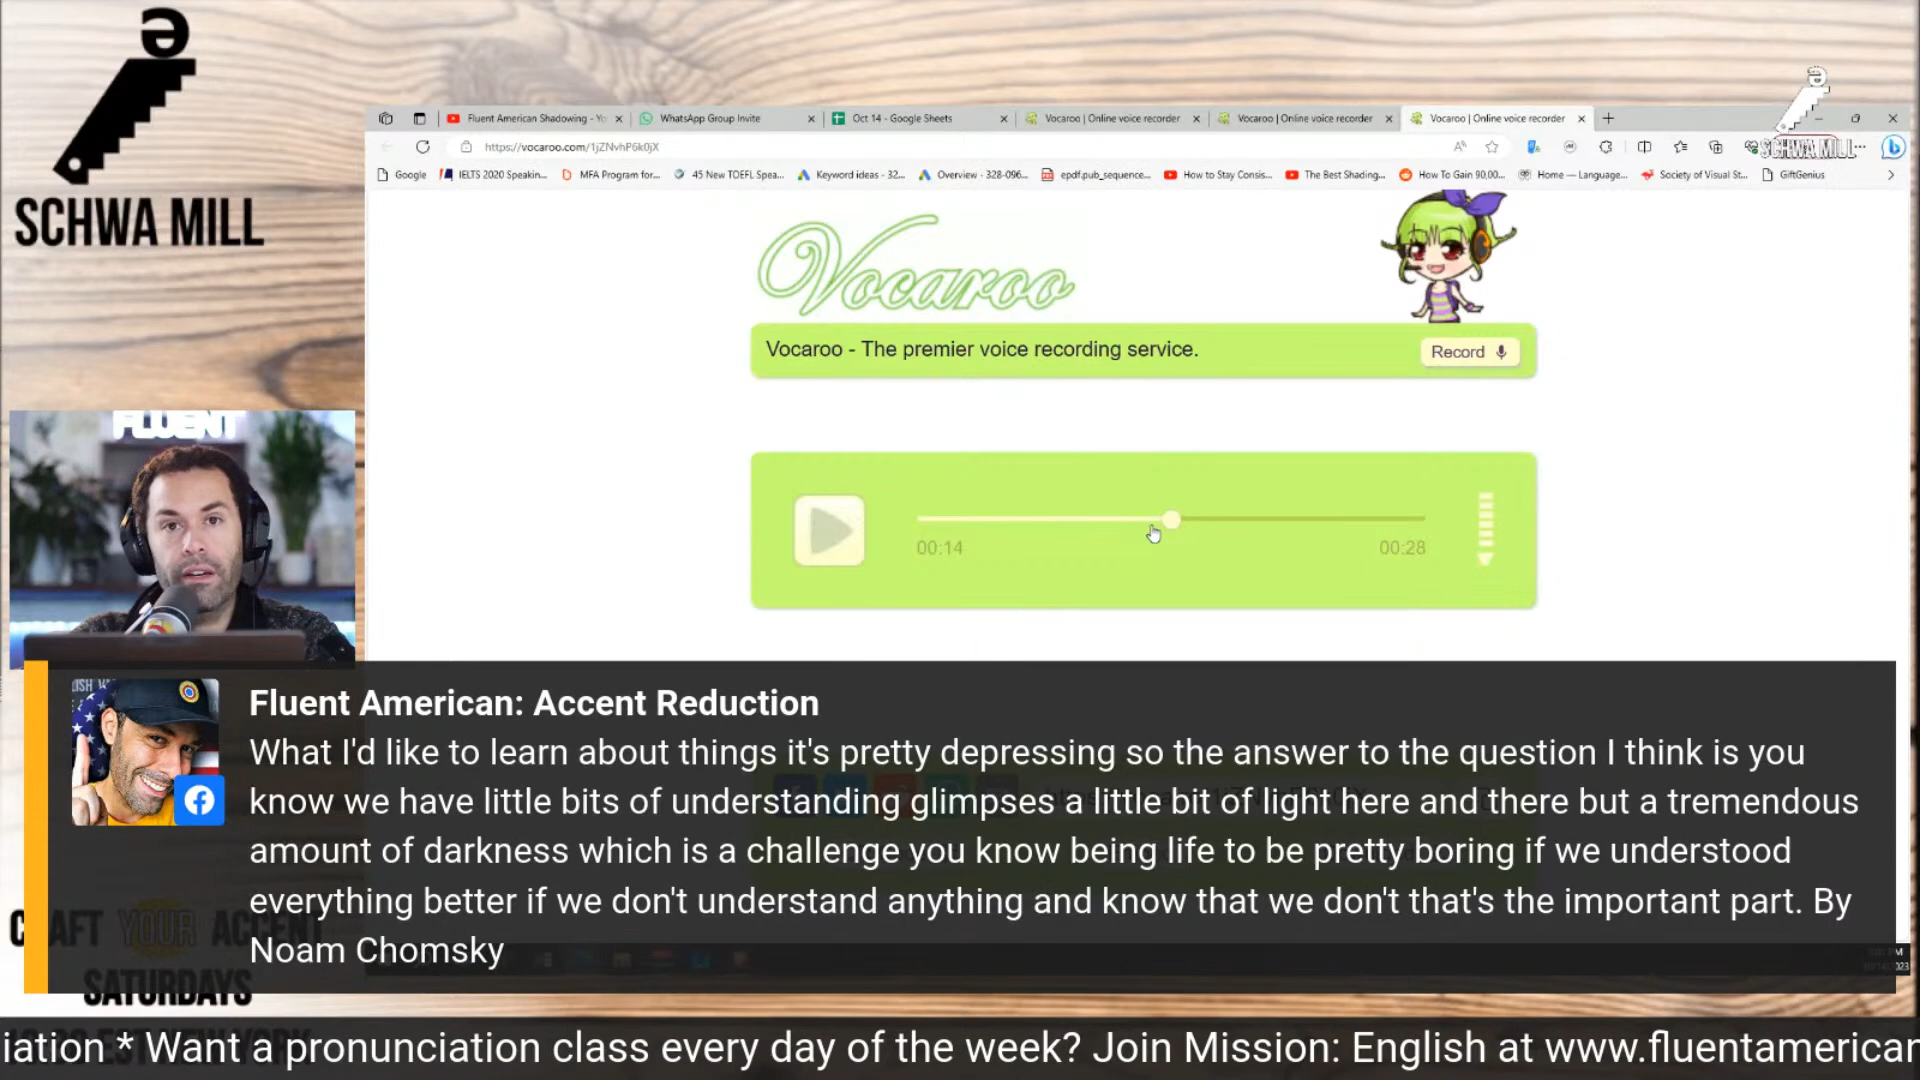 ə
SCHWA MILL
Fluent American Shadowing - Yo
WhatsApp Group Invite
Oct 14 - Google Sheets
Vocaroo | Online voice recorder
Vocaroo | Online voice recorder
Vocaroo | Online voice recorder
https://vocaroo.com/1jZNvhP6k0jX
SCHWA MILL
Google
IELTS 2020 Speakin...
MFA Program for...
45 New TOEFL Spea...
Keyword ideas - 32...
Overview - 328-096...
epdf.pub_sequence...
How to Stay Consis...
The Best Shading...
How To Gain 90,00...
Home — Language...
Society of Visual St...
GiftGenius
Vocaroo
Vocaroo - The premier voice recording service.
Record
00:14
00:28
FLUENT
Fluent American: Accent Reduction
What I'd like to learn about things it's pretty depressing so the answer to the question I think is you
know we have little bits of understanding glimpses a little bit of light here and there but a tremendous
amount of darkness which is a challenge you know being life to be pretty boring if we understood
everything better if we don't understand anything and know that we don't that's the important part. By
Noam Chomsky
CRAFT YOUR ACCENT
SATURDAYS
iation * Want a pronunciation class every day of the week? Join Mission: English at www.fluentamerican